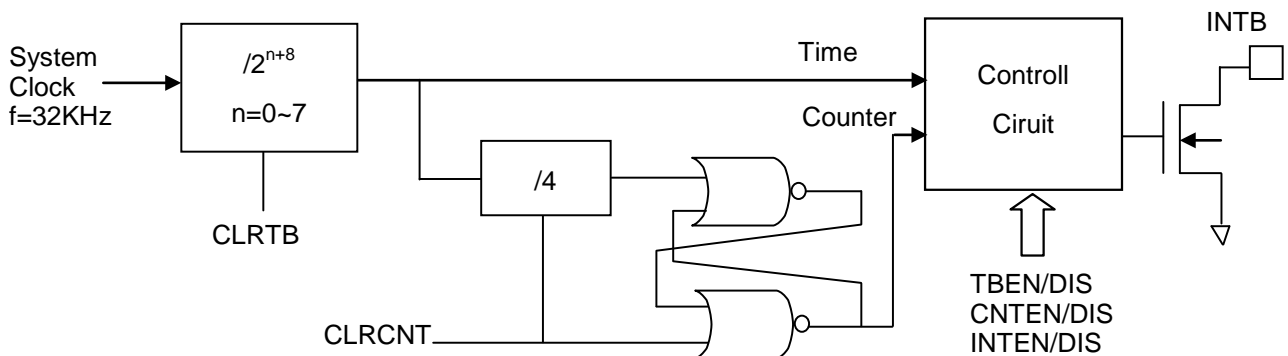 System
Clock
f=32KHz
/2^{n+8}
n=0~7
CLRTB
Time
Counter
/4
CLRCNT
Controll
Ciruit
INTB
TBEN/DIS
CNTEN/DIS
INTEN/DIS